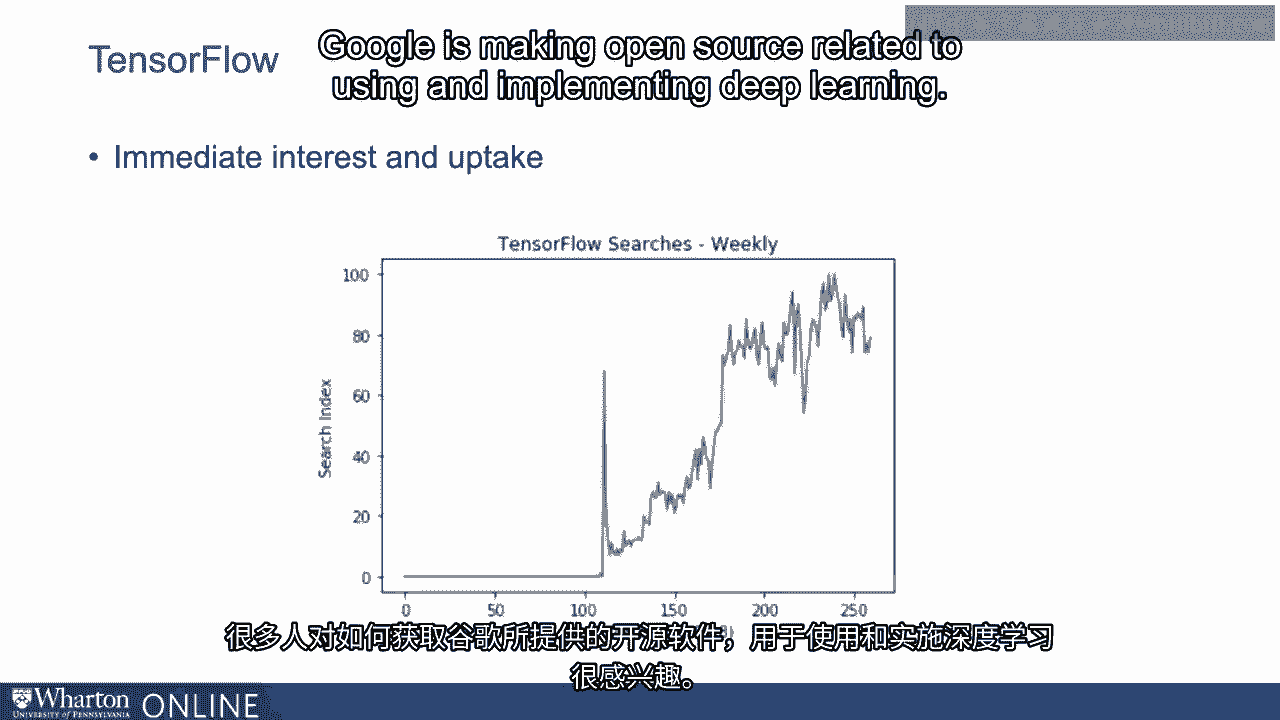 TensorFlow
Google is making open source related to
using and implementing deep learning.
• Immediate interest and uptake
TensorFlow Searches - Weekly
Search Index
100
80
60
40
20
0
0 50 100 150 200 250
很多人对如何获取谷歌所提供的开源软件，用于使用和实施深度学习
很感兴趣。
Wharton
UNIVERSITY of PENNSYLVANIA
ONLINE